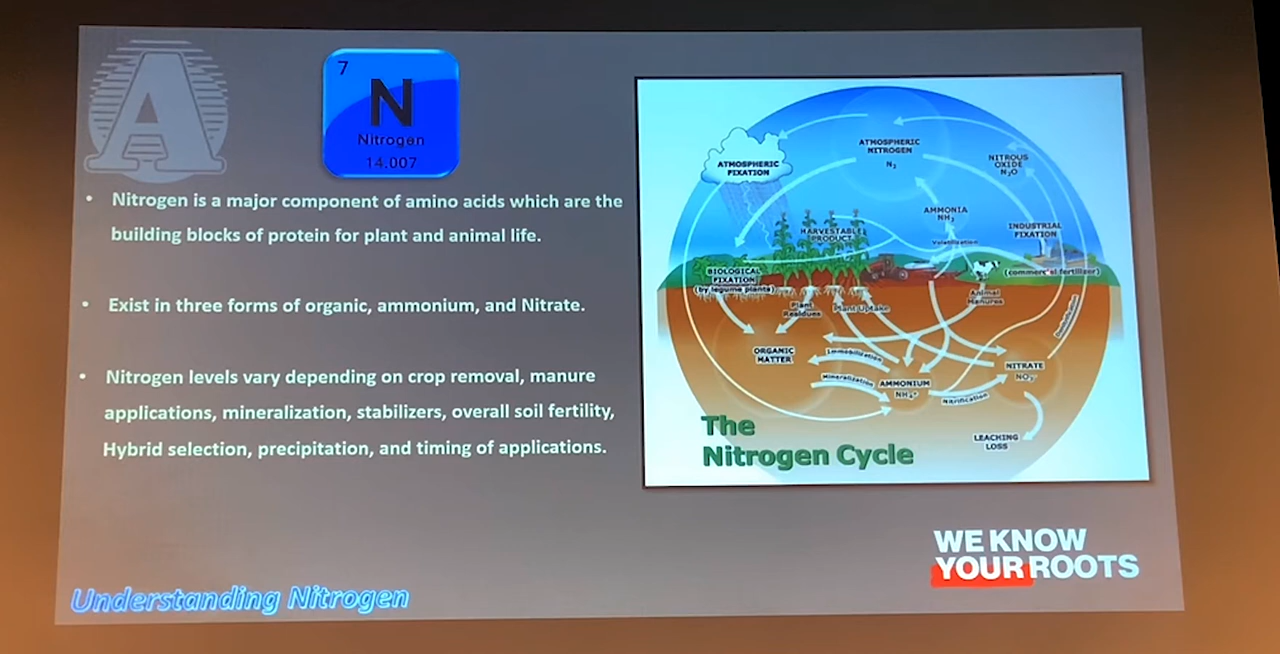 A
7
N
Nitrogen
14.007
• Nitrogen is a major component of amino acids which are the
building blocks of protein for plant and animal life.
• Exist in three forms of organic, ammonium, and Nitrate.
• Nitrogen levels vary depending on crop removal, manure
applications, mineralization, stabilizers, overall soil fertility,
Hybrid selection, precipitation, and timing of applications.
Understanding Nitrogen
ATMOSPHERIC
FIXATION
ATMOSPHERIC
NITROGEN
N₂
NITROUS
OXIDE
N₂O
AMMONIA
NH₃
Volatilization
HARVESTABLE
PRODUCT
INDUSTRIAL
FIXATION
(commercial fertilizer)
BIOLOGICAL
FIXATION
(by legume plants)
Plant
Residues
Plant Uptake
Animal
Manures
Denitrification
ORGANIC
MATTER
Immobilization
Mineralization
AMMONIUM
NH₄⁺
Nitrification
NITRATE
NO₃⁻
LEACHING
LOSS
The
Nitrogen Cycle
WE KNOW
YOUR ROOTS